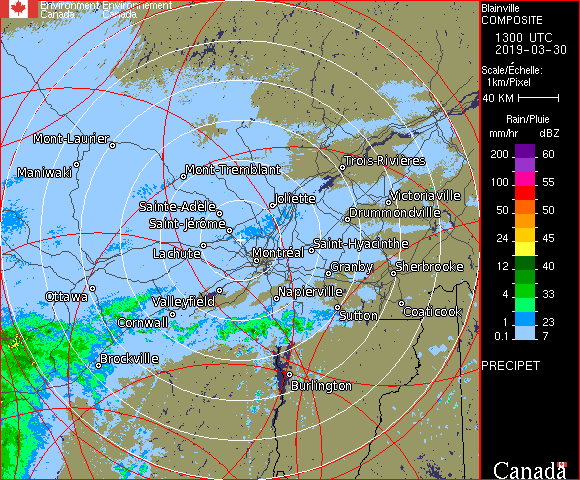 Environment Environnement
Canada Canada
Blainville
COMPOSITE
1300 UTC
2019-03-30
Scale/Échelle:
1km/Pixel
40 KM
Rain/Pluie
mm/hr dBZ
200 60
100 55
50 50
24 45
12 40
4 33
1 23
0.1 7
PRECIPET
Canada
Mont-Laurier
Maniwaki
Mont-Tremblant
Trois-Rivières
Sainte-Adèle
Joliette
Victoriaville
Drummondville
Saint-Jérôme
Lachute
Montréal
Saint-Hyacinthe
Granby
Sherbrooke
Ottawa
Valleyfield
Napierville
Cornwall
Sutton
Coaticook
Brockville
Burlington